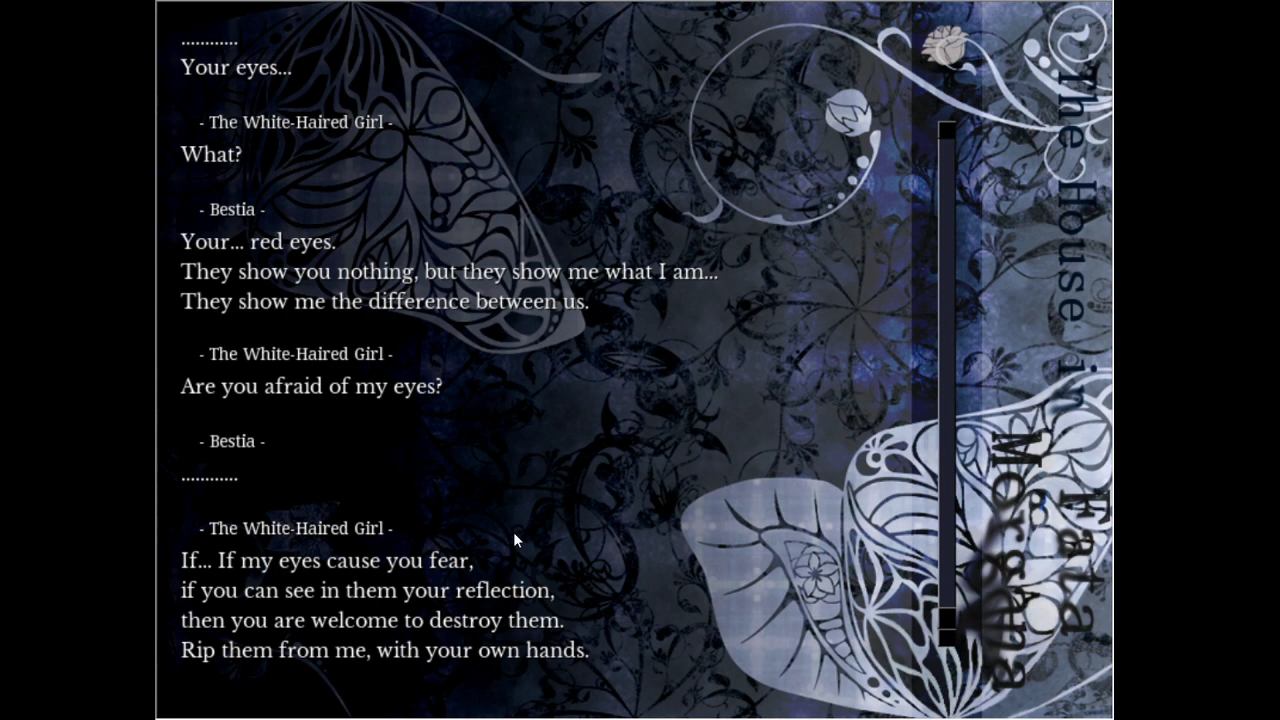 ............
Your eyes...
- The White-Haired Girl -
What?
- Bestia -
Your... red eyes.
They show you nothing, but they show me what I am...
They show me the difference between us.
- The White-Haired Girl -
Are you afraid of my eyes?
- Bestia -
............
- The White-Haired Girl -
If... If my eyes cause you fear,
if you can see in them your reflection,
then you are welcome to destroy them.
Rip them from me, with your own hands.
The House in
Fata
Morgana